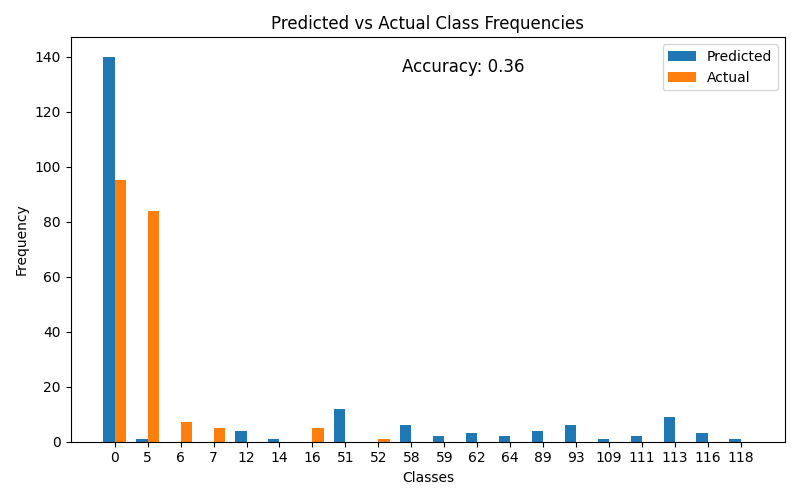 Predicted vs Actual Class Frequencies
Accuracy: 0.36
Predicted
Actual
Frequency
140
120
100
80
60
40
20
0
0 5 6 7 12 14 16 51 52 58 59 62 64 89 93 109 111 113 116 118
Classes